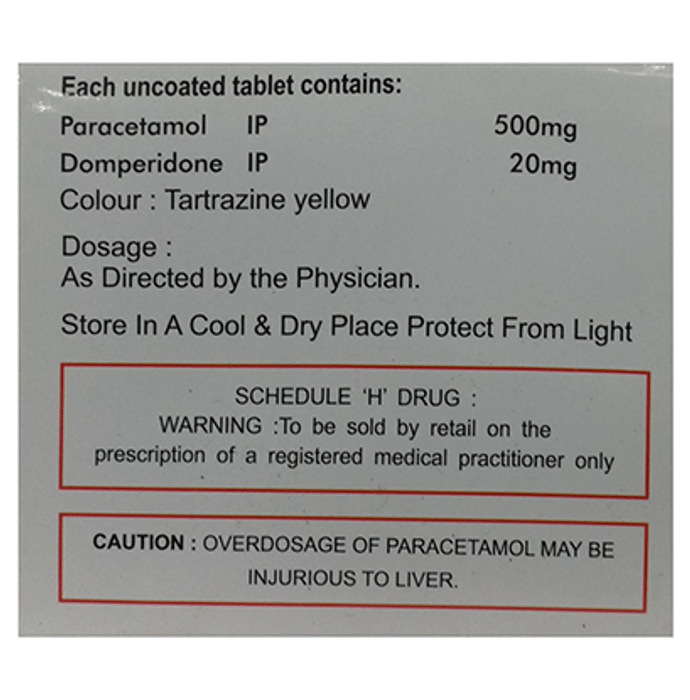 Each uncoated tablet contains:
Paracetamol IP 500mg
Domperidone IP 20mg
Colour : Tartrazine yellow
Dosage :
As Directed by the Physician.
Store In A Cool & Dry Place Protect From Light
SCHEDULE 'H' DRUG :
WARNING :To be sold by retail on the
prescription of a registered medical practitioner only
CAUTION : OVERDOSAGE OF PARACETAMOL MAY BE
INJURIOUS TO LIVER.